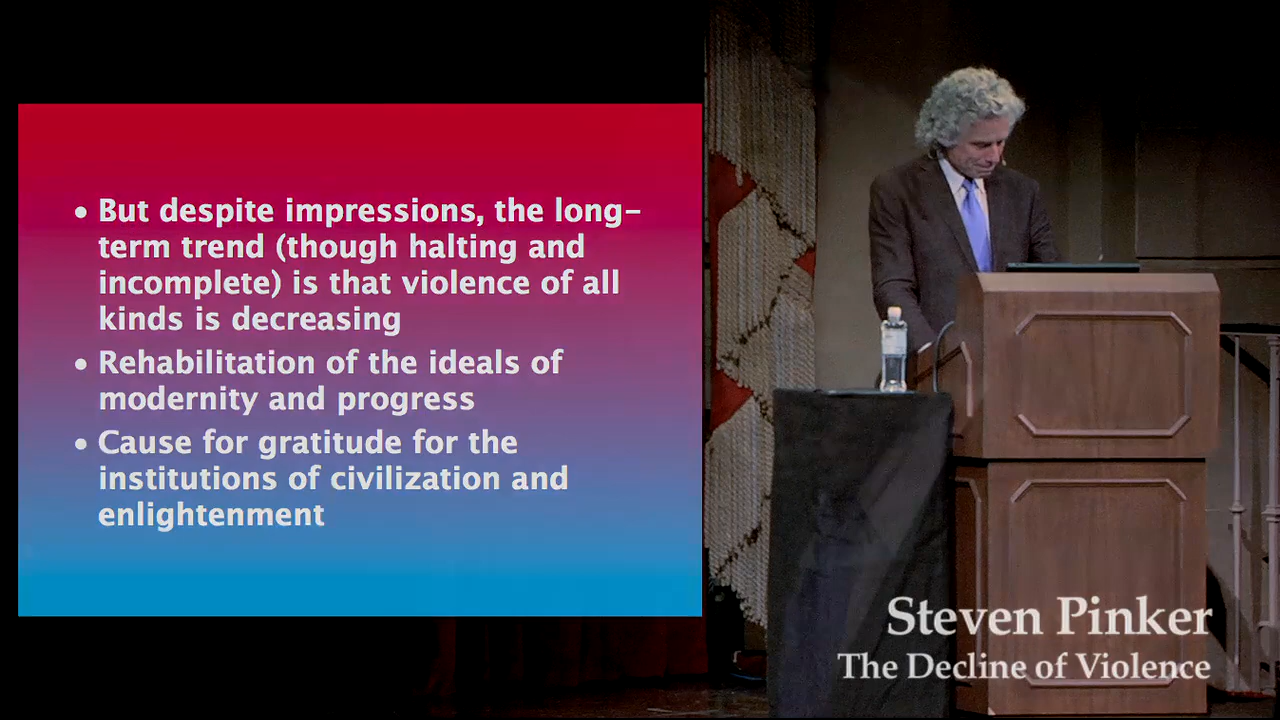 • But despite impressions, the long-
term trend (though halting and
incomplete) is that violence of all
kinds is decreasing
• Rehabilitation of the ideals of
modernity and progress
• Cause for gratitude for the
institutions of civilization and
enlightenment
Steven Pinker
The Decline of Violence